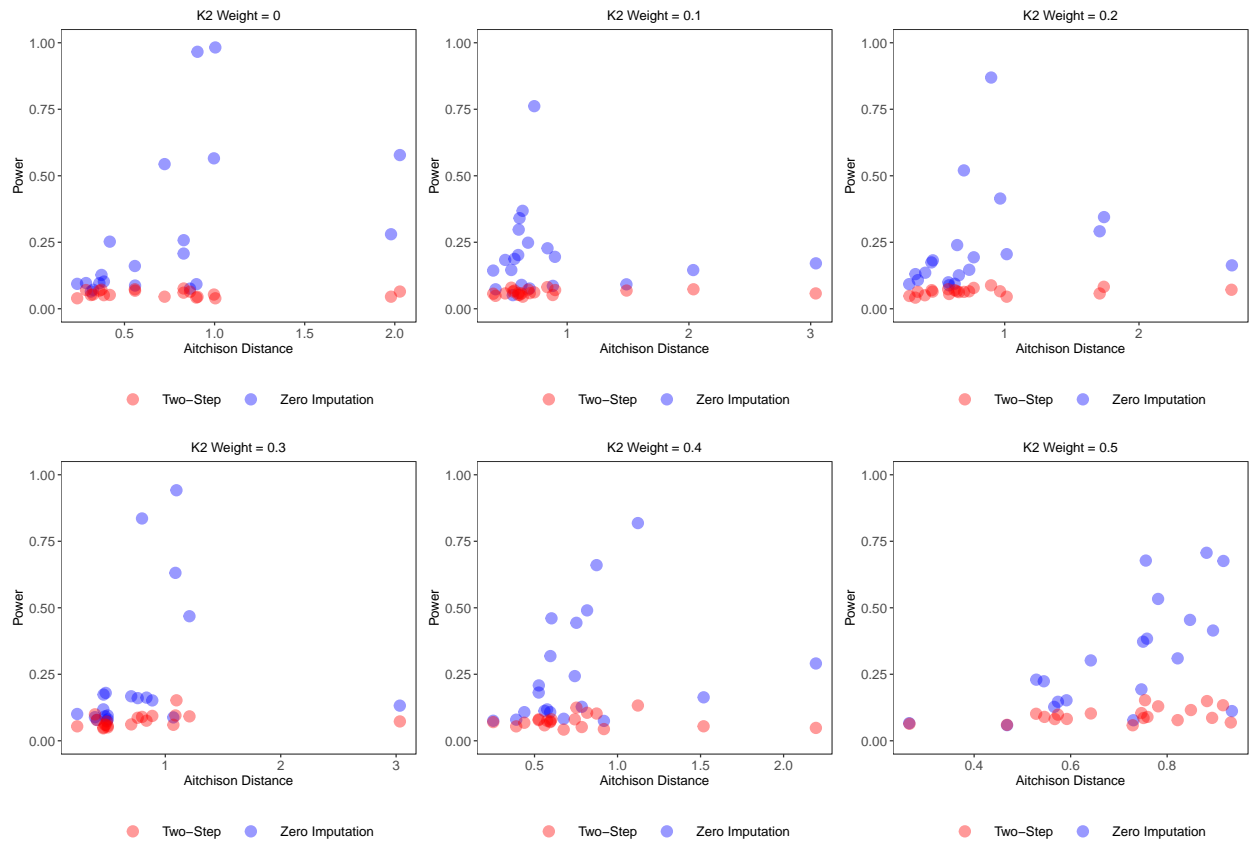 K2 Weight = 0
1.00
0.75
0.50
0.25
0.00
Power
0.5
1.0
1.5
2.0
Aitchison Distance
Two−Step
Zero Imputation
K2 Weight = 0.1
1.00
0.75
0.50
0.25
0.00
Power
1
2
3
Aitchison Distance
Two−Step
Zero Imputation
K2 Weight = 0.2
1.00
0.75
0.50
0.25
0.00
Power
1
2
Aitchison Distance
Two−Step
Zero Imputation
K2 Weight = 0.3
1.00
0.75
0.50
0.25
0.00
Power
1
2
3
Aitchison Distance
Two−Step
Zero Imputation
K2 Weight = 0.4
1.00
0.75
0.50
0.25
0.00
Power
0.5
1.0
1.5
2.0
Aitchison Distance
Two−Step
Zero Imputation
K2 Weight = 0.5
1.00
0.75
0.50
0.25
0.00
Power
0.4
0.6
0.8
Aitchison Distance
Two−Step
Zero Imputation